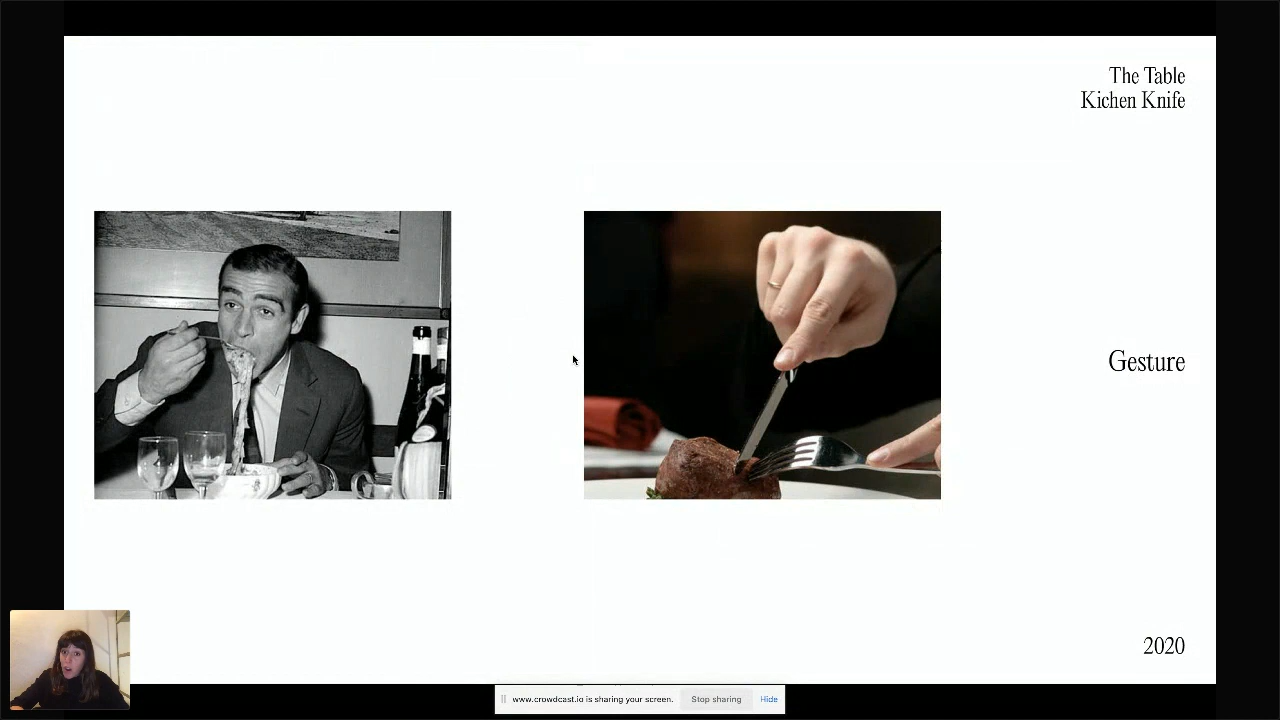 The Table
Kichen Knife
Gesture
2020
www.crowdcast.io is sharing your screen.
Stop sharing
Hide